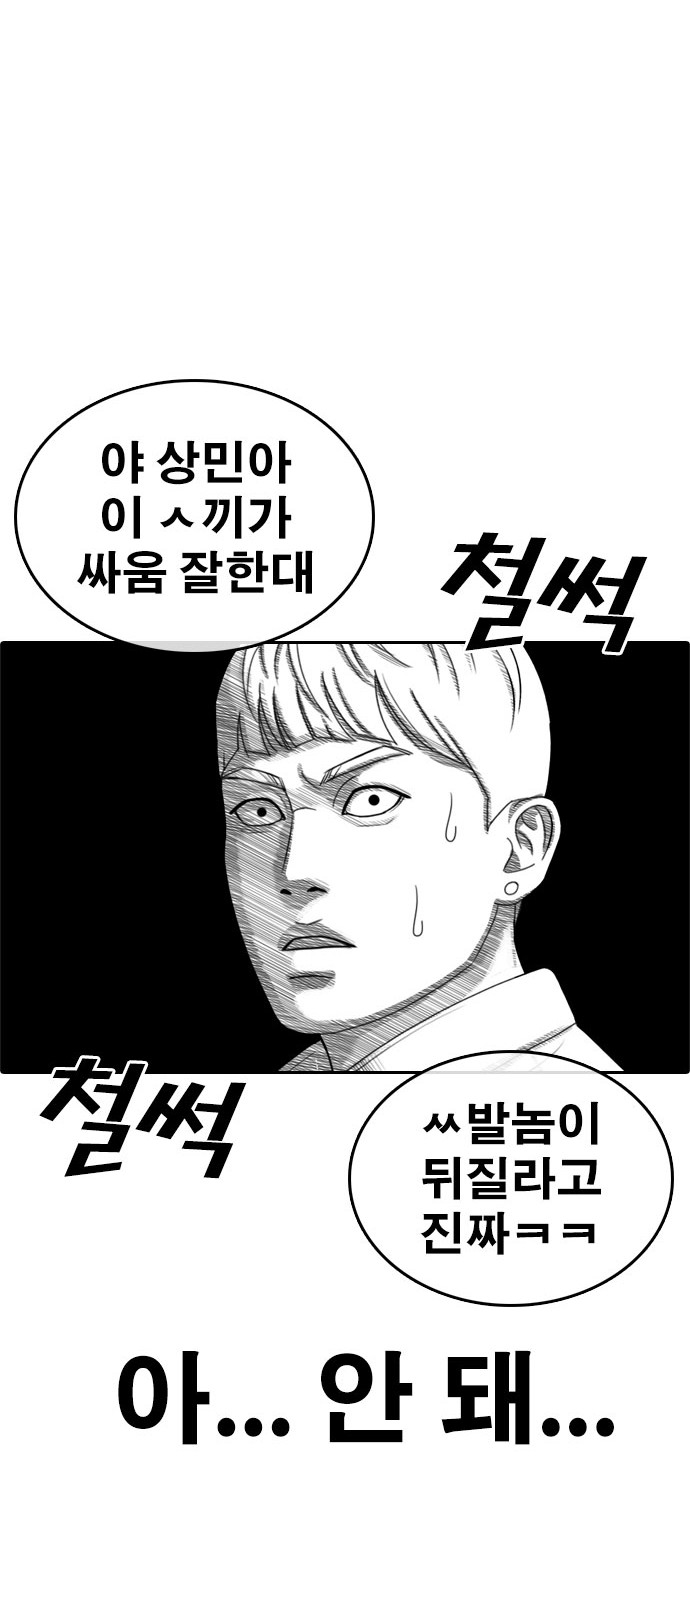 야 상민아
이 ㅅ끼가
싸움 잘한대
철썩
철썩
ㅆ발놈이
뒤질라고
진짜ㅋㅋ
아... 안 돼...